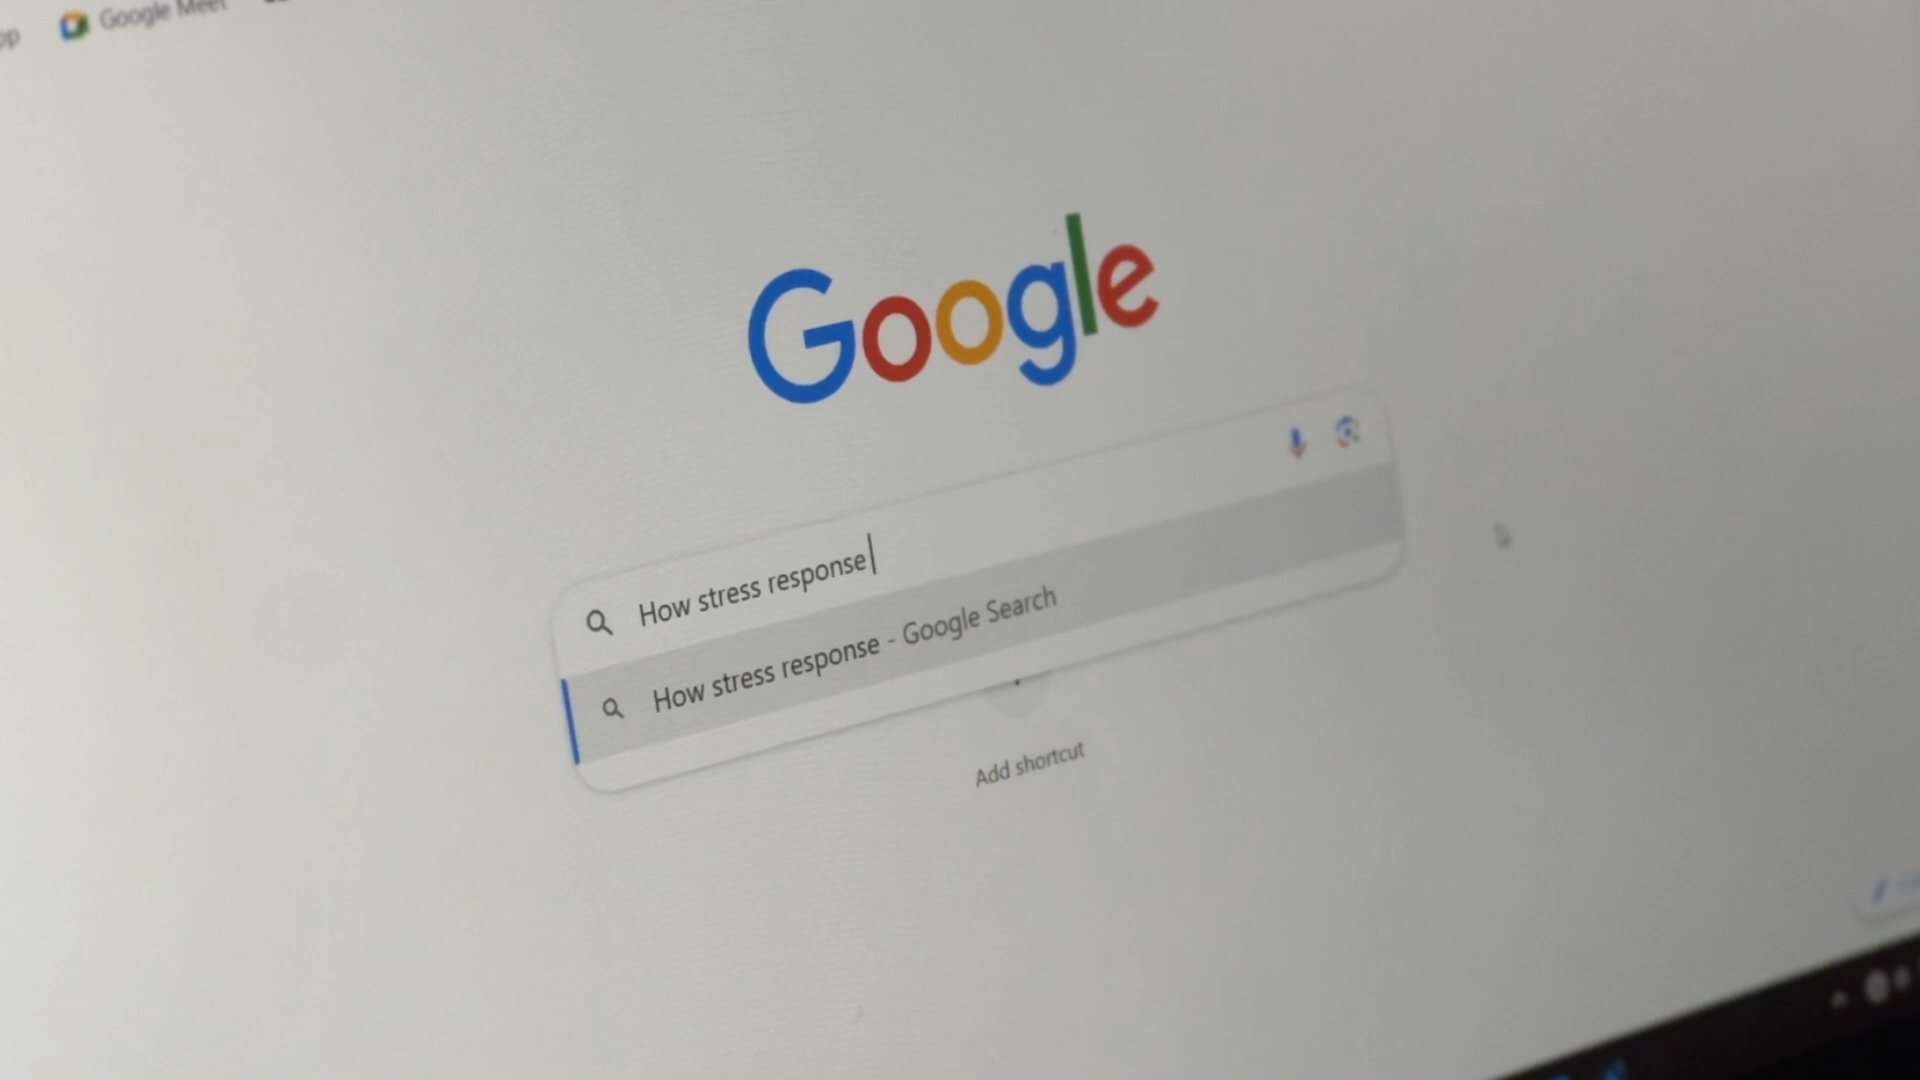 Google Meet
Google
How stress response
How stress response - Google Search
Add shortcut